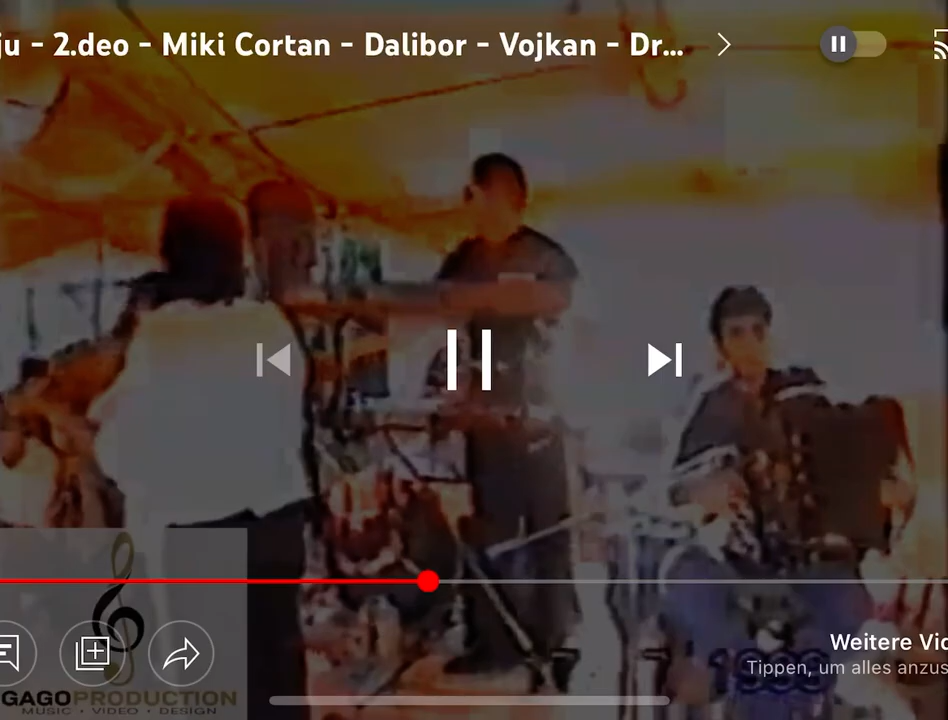 ju - 2.deo - Miki Cortan - Dalibor - Vojkan - Dr...
Weitere Vid
Tippen, um alles anzus
GAGOPRODUCTION
MUSIC • VIDEO • DESIGN